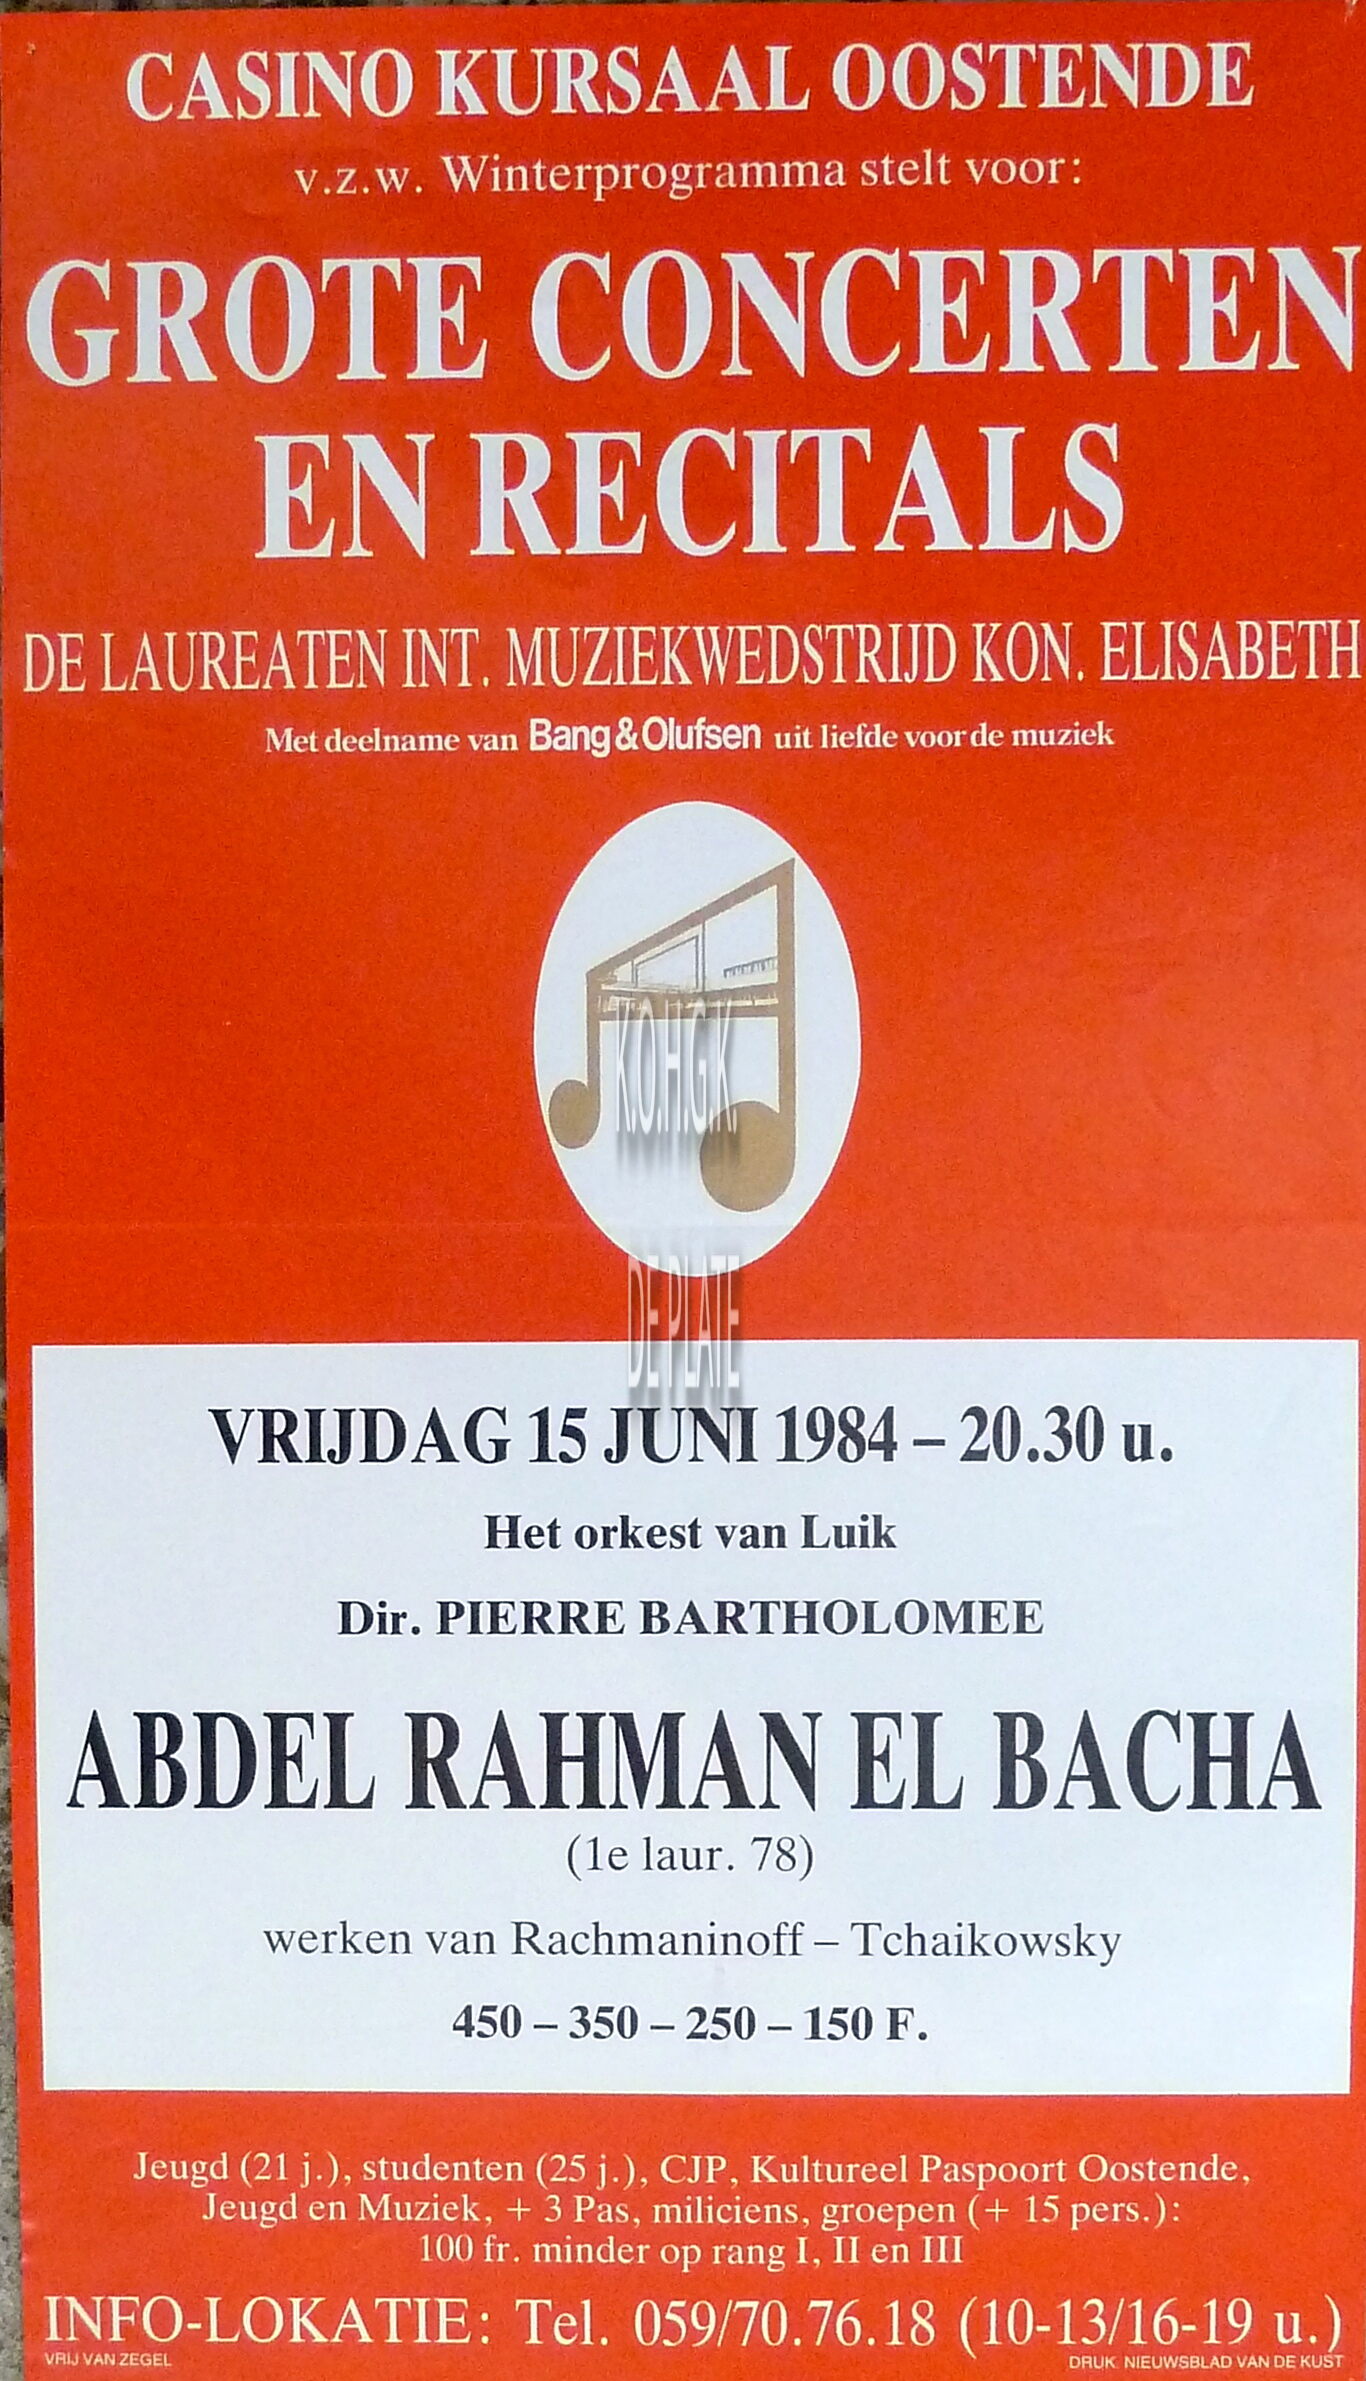 CASINO KURSAAL OOSTENDE
v.z.w. Winterprogramma stelt voor:
GROTE CONCERTEN
EN RECITALS
DE LAUREATEN INT. MUZIEKWEDSTRIJD KON. ELISABETH
Met deelname van Bang & Olufsen uit liefde voor de muziek
K.O.H.G.K.
DE PLATE
VRIJDAG 15 JUNI 1984 – 20.30 u.
Het orkest van Luik
Dir. PIERRE BARTHOLOMEE
ABDEL RAHMAN EL BACHA
(1e laur. 78)
werken van Rachmaninoff – Tchaikowsky
450 – 350 – 250 – 150 F.
Jeugd (21 j.), studenten (25 j.), CJP, Kultureel Paspoort Oostende,
Jeugd en Muziek, + 3 Pas, miliciens, groepen (+ 15 pers.):
100 fr. minder op rang I, II en III
INFO-LOKATIE: Tel. 059/70.76.18 (10-13/16-19 u.)
VRIJ VAN ZEGEL
DRUK. NIEUWSBLAD VAN DE KUST